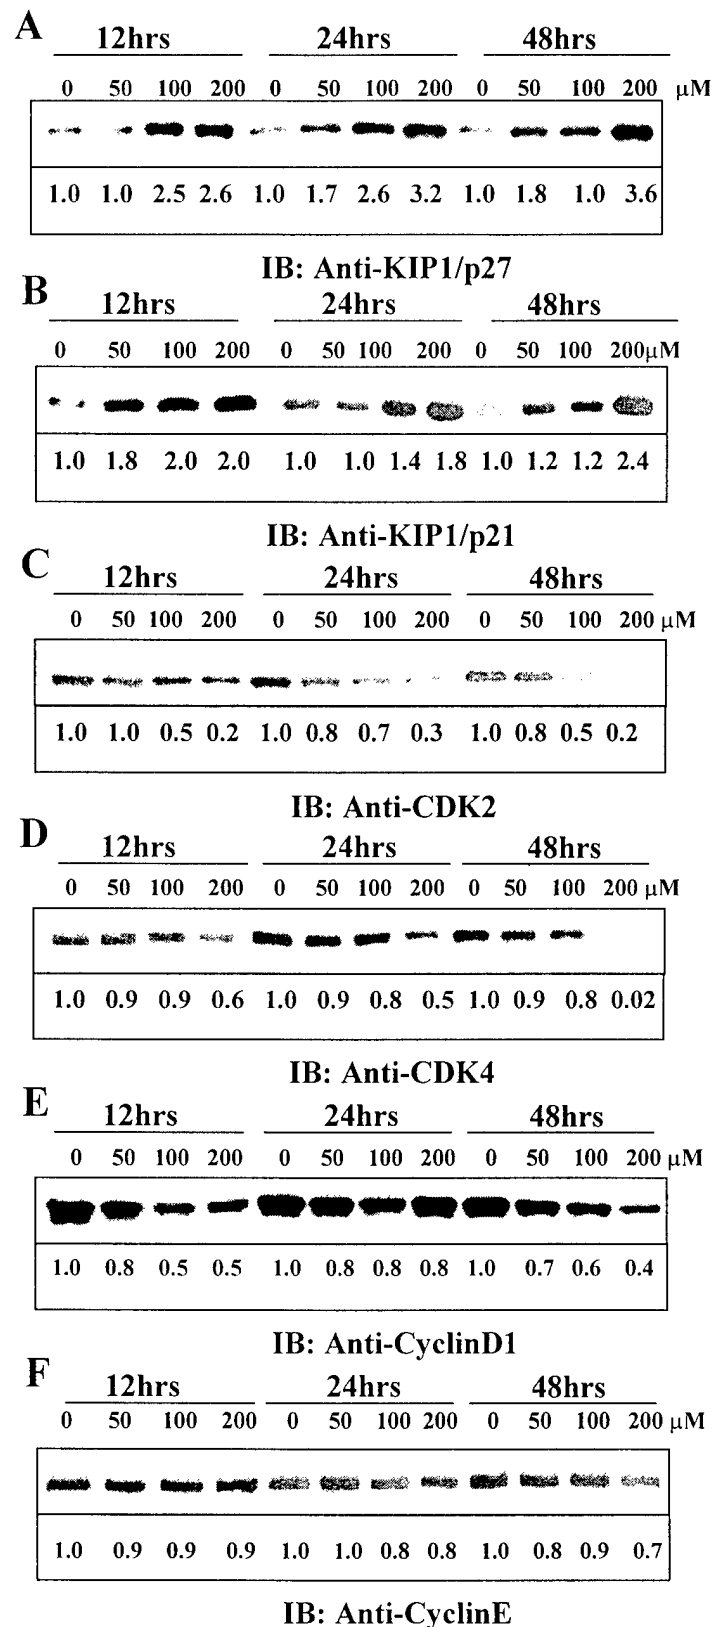 A
12hrs 24hrs 48hrs
0 50 100 200 0 50 100 200 0 50 100 200 μM
1.0 1.0 2.5 2.6 1.0 1.7 2.6 3.2 1.0 1.8 1.0 3.6
IB: Anti-KIP1/p27
B
12hrs 24hrs 48hrs
0 50 100 200 0 50 100 200 0 50 100 200μM
1.0 1.8 2.0 2.0 1.0 1.0 1.4 1.8 1.0 1.2 1.2 2.4
IB: Anti-KIP1/p21
C
12hrs 24hrs 48hrs
0 50 100 200 0 50 100 200 0 50 100 200 μM
1.0 1.0 0.5 0.2 1.0 0.8 0.7 0.3 1.0 0.8 0.5 0.2
IB: Anti-CDK2
D
12hrs 24hrs 48hrs
0 50 100 200 0 50 100 200 0 50 100 200 μM
1.0 0.9 0.9 0.6 1.0 0.9 0.8 0.5 1.0 0.9 0.8 0.02
IB: Anti-CDK4
E
12hrs 24hrs 48hrs
0 50 100 200 0 50 100 200 0 50 100 200 μM
1.0 0.8 0.5 0.5 1.0 0.8 0.8 0.8 1.0 0.7 0.6 0.4
IB: Anti-CyclinD1
F
12hrs 24hrs 48hrs
0 50 100 200 0 50 100 200 0 50 100 200 μM
1.0 0.9 0.9 0.9 1.0 1.0 0.8 0.8 1.0 0.8 0.9 0.7
IB: Anti-CyclinE